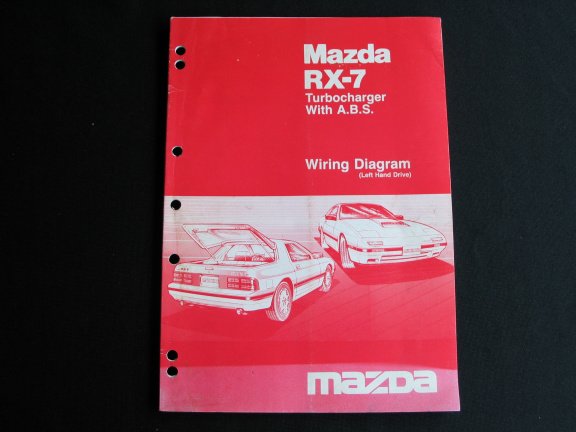 Mazda
RX-7
Turbocharger
With A.B.S.
Wiring Diagram
(Left Hand Drive)
mazda